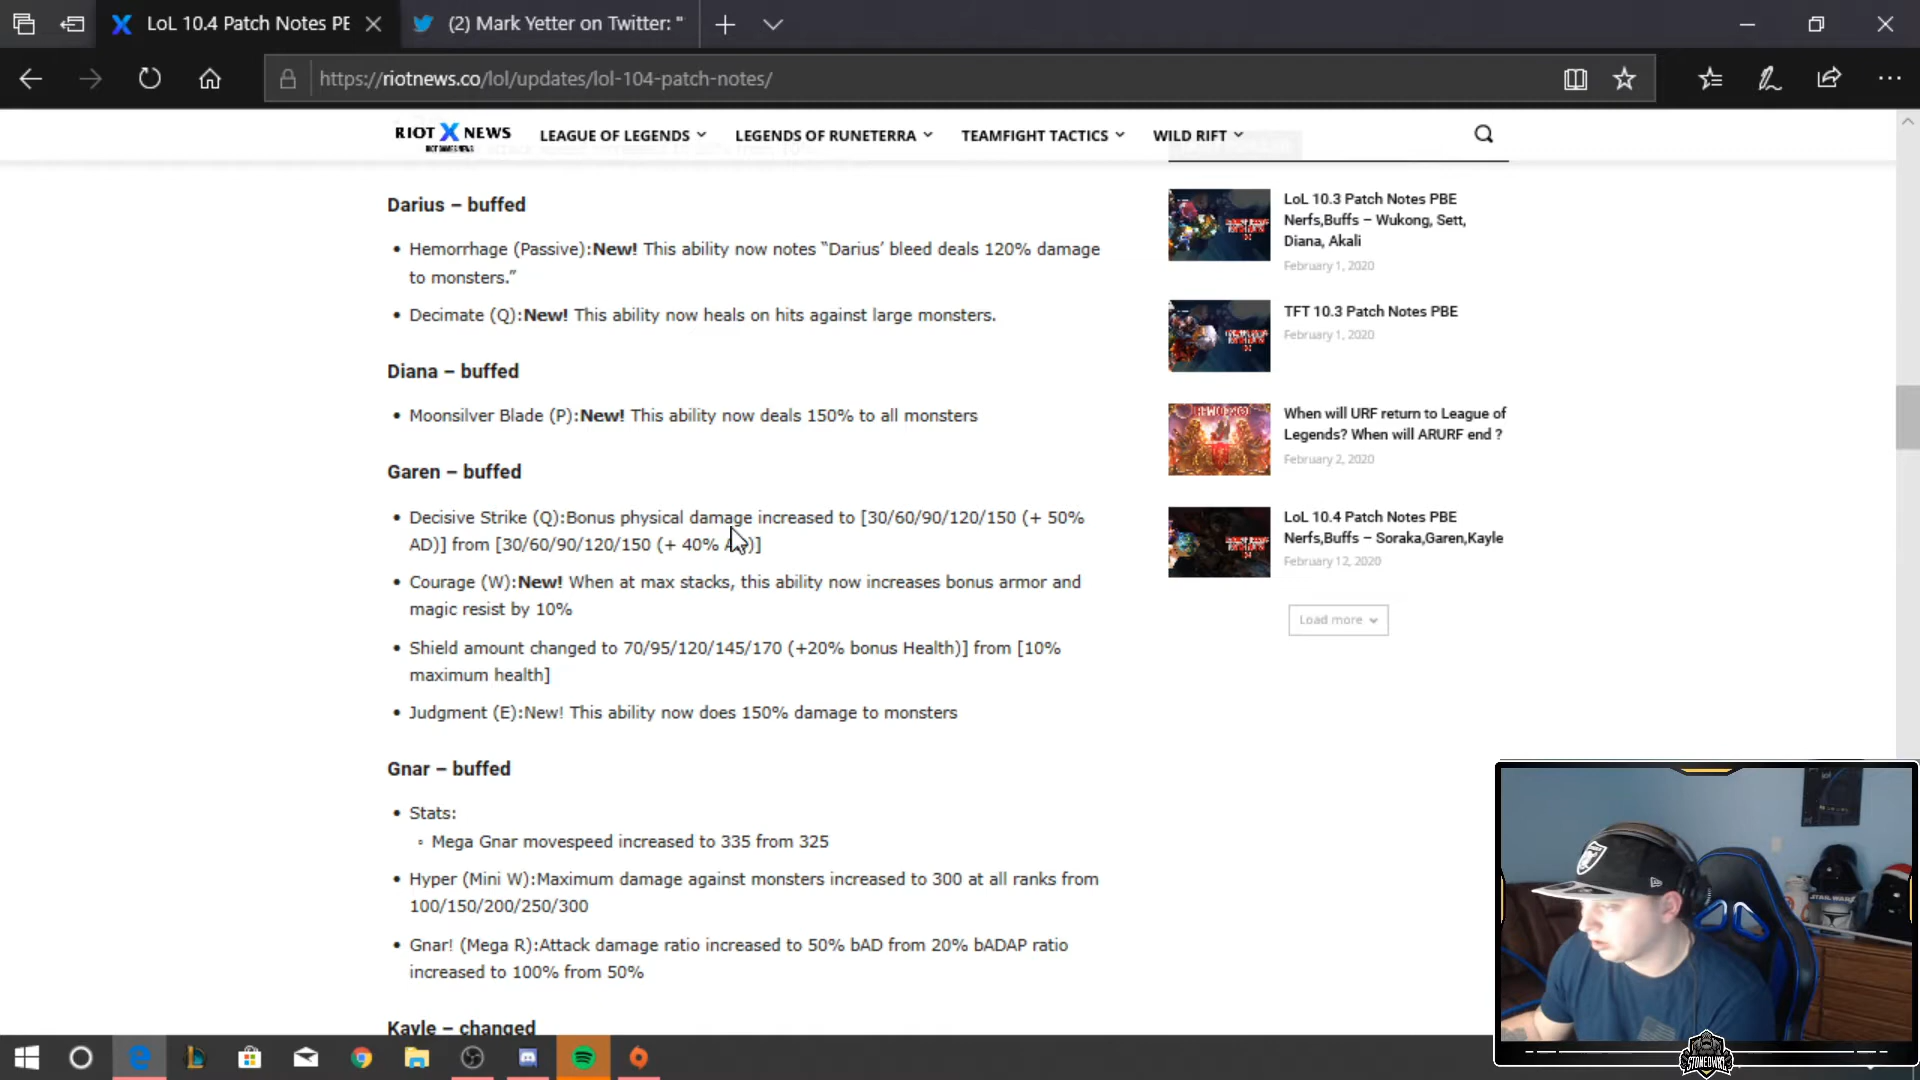 LoL 10.4 Patch Notes PE
(2) Mark Yetter on Twitter: "
https://riotnews.co/lol/updates/lol-104-patch-notes/
RIOT X NEWS
LEAGUE OF LEGENDS
LEGENDS OF RUNETERRA
TEAMFIGHT TACTICS
WILD RIFT
Darius – buffed
• Hemorrhage (Passive):New! This ability now notes “Darius’ bleed deals 120% damage
to monsters.”
• Decimate (Q):New! This ability now heals on hits against large monsters.
Diana – buffed
• Moonsilver Blade (P):New! This ability now deals 150% to all monsters
Garen – buffed
• Decisive Strike (Q):Bonus physical damage increased to [30/60/90/120/150 (+ 50%
AD)] from [30/60/90/120/150 (+ 40% A)]
• Courage (W):New! When at max stacks, this ability now increases bonus armor and
magic resist by 10%
• Shield amount changed to 70/95/120/145/170 (+20% bonus Health)] from [10%
maximum health]
• Judgment (E):New! This ability now does 150% damage to monsters
Gnar – buffed
• Stats:
◦ Mega Gnar movespeed increased to 335 from 325
• Hyper (Mini W):Maximum damage against monsters increased to 300 at all ranks from
100/150/200/250/300
• Gnar! (Mega R):Attack damage ratio increased to 50% bAD from 20% bADAP ratio
increased to 100% from 50%
Kayle – changed
LoL 10.3 Patch Notes PBE
Nerfs,Buffs – Wukong, Sett,
Diana, Akali
February 1, 2020
TFT 10.3 Patch Notes PBE
February 1, 2020
When will URF return to League of
Legends? When will ARURF end ?
February 2, 2020
LoL 10.4 Patch Notes PBE
Nerfs,Buffs – Soraka,Garen,Kayle
February 12, 2020
Load more
STAR WARS